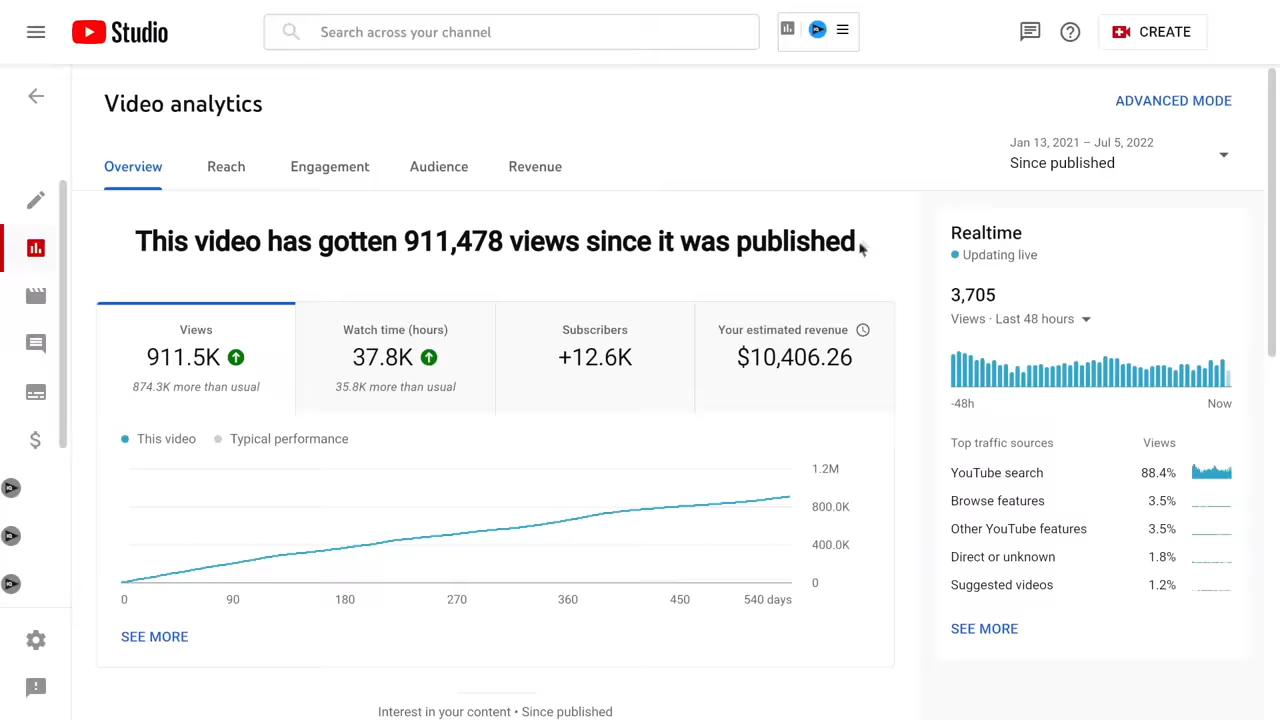 Studio
Search across your channel
CREATE
Video analytics
ADVANCED MODE
Overview
Reach
Engagement
Audience
Revenue
Jan 13, 2021 – Jul 5, 2022
Since published
This video has gotten 911,478 views since it was published
Views
911.5K
874.3K more than usual
Watch time (hours)
37.8K
35.8K more than usual
Subscribers
+12.6K
Your estimated revenue
$10,406.26
This video
Typical performance
1.2M
800.0K
400.0K
0
0 90 180 270 360 450 540 days
SEE MORE
Interest in your content • Since published
Realtime
Updating live
3,705
Views · Last 48 hours
-48h Now
Top traffic sources Views
YouTube search 88.4%
Browse features 3.5%
Other YouTube features 3.5%
Direct or unknown 1.8%
Suggested videos 1.2%
SEE MORE